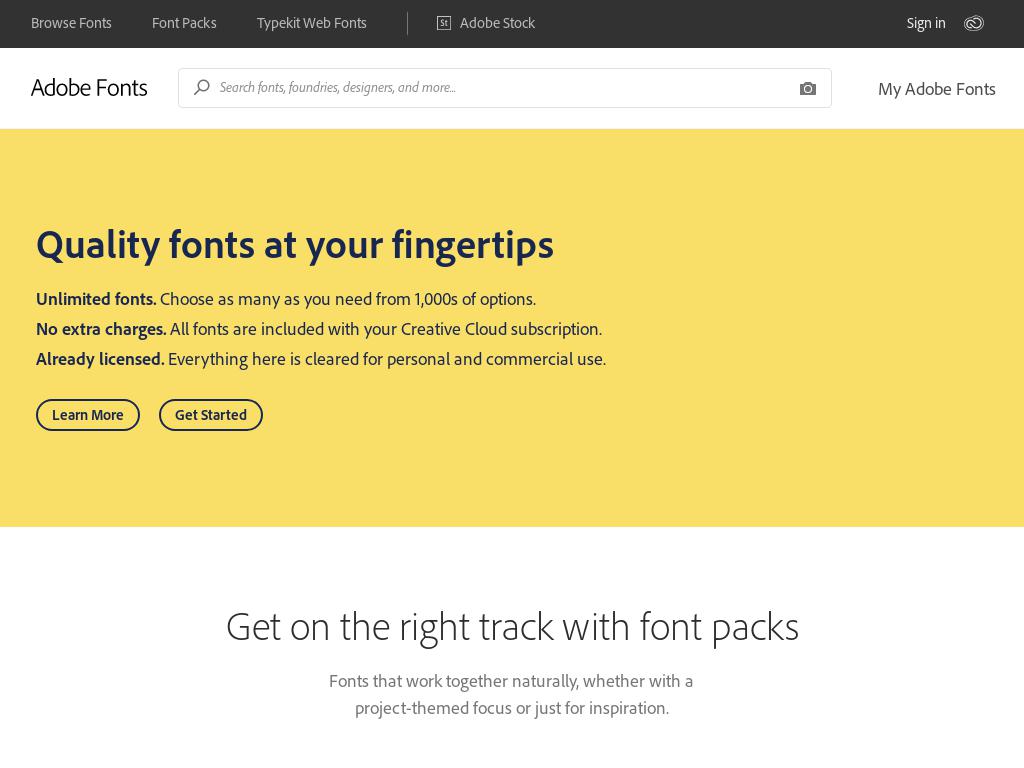 Browse Fonts
Font Packs
Typekit Web Fonts
St Adobe Stock
Sign in
Adobe Fonts
Search fonts, foundries, designers, and more...
My Adobe Fonts
Quality fonts at your fingertips
Unlimited fonts. Choose as many as you need from 1,000s of options.
No extra charges. All fonts are included with your Creative Cloud subscription.
Already licensed. Everything here is cleared for personal and commercial use.
Learn More
Get Started
Get on the right track with font packs
Fonts that work together naturally, whether with a
project-themed focus or just for inspiration.